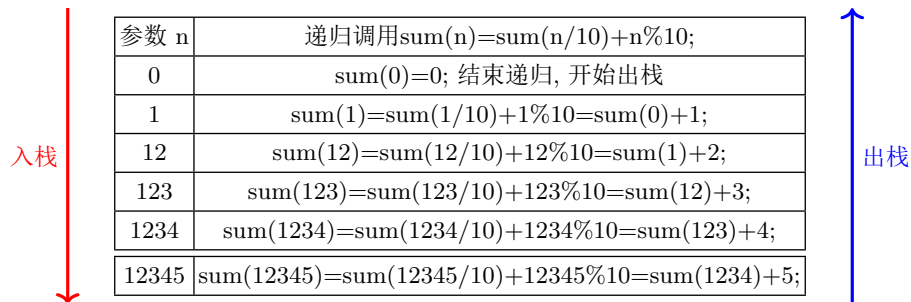 参数 n 递归调用sum(n)=sum(n/10)+n%10;
0 sum(0)=0; 结束递归, 开始出栈
1 sum(1)=sum(1/10)+1%10=sum(0)+1;
12 sum(12)=sum(12/10)+12%10=sum(1)+2;
入栈
出栈
123 sum(123)=sum(123/10)+123%10=sum(12)+3;
1234 sum(1234)=sum(1234/10)+1234%10=sum(123)+4;
12345 sum(12345)=sum(12345/10)+12345%10=sum(1234)+5;